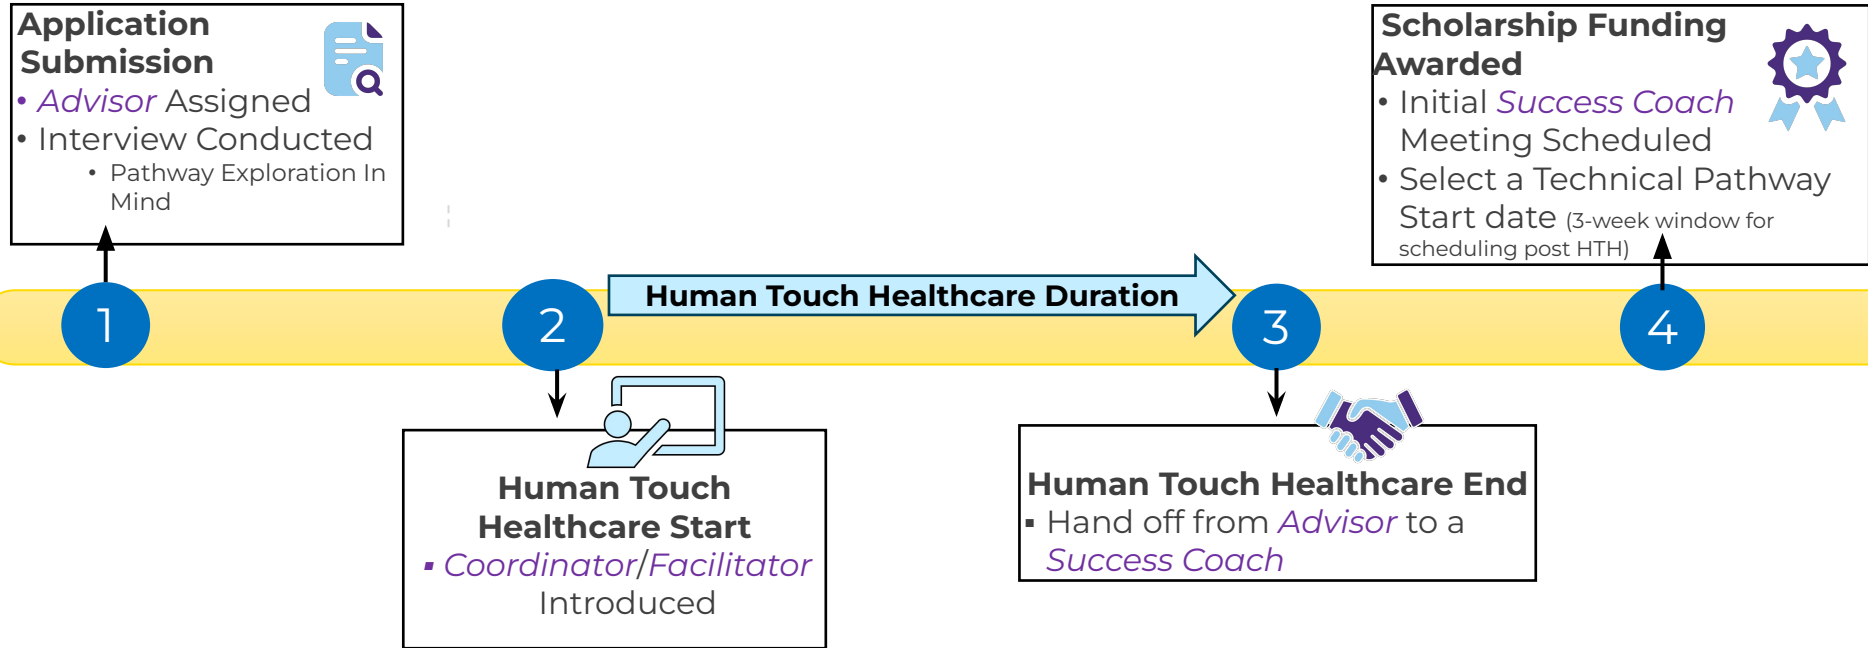 Application
Submission
• Advisor Assigned
• Interview Conducted
• Pathway Exploration In
Mind
1
2
Human Touch Healthcare Duration
3
4
Human Touch
Healthcare Start
▪ Coordinator/Facilitator
Introduced
Human Touch Healthcare End
▪ Hand off from Advisor to a
Success Coach
Scholarship Funding
Awarded
• Initial Success Coach
Meeting Scheduled
• Select a Technical Pathway
Start date (3-week window for
scheduling post HTH)